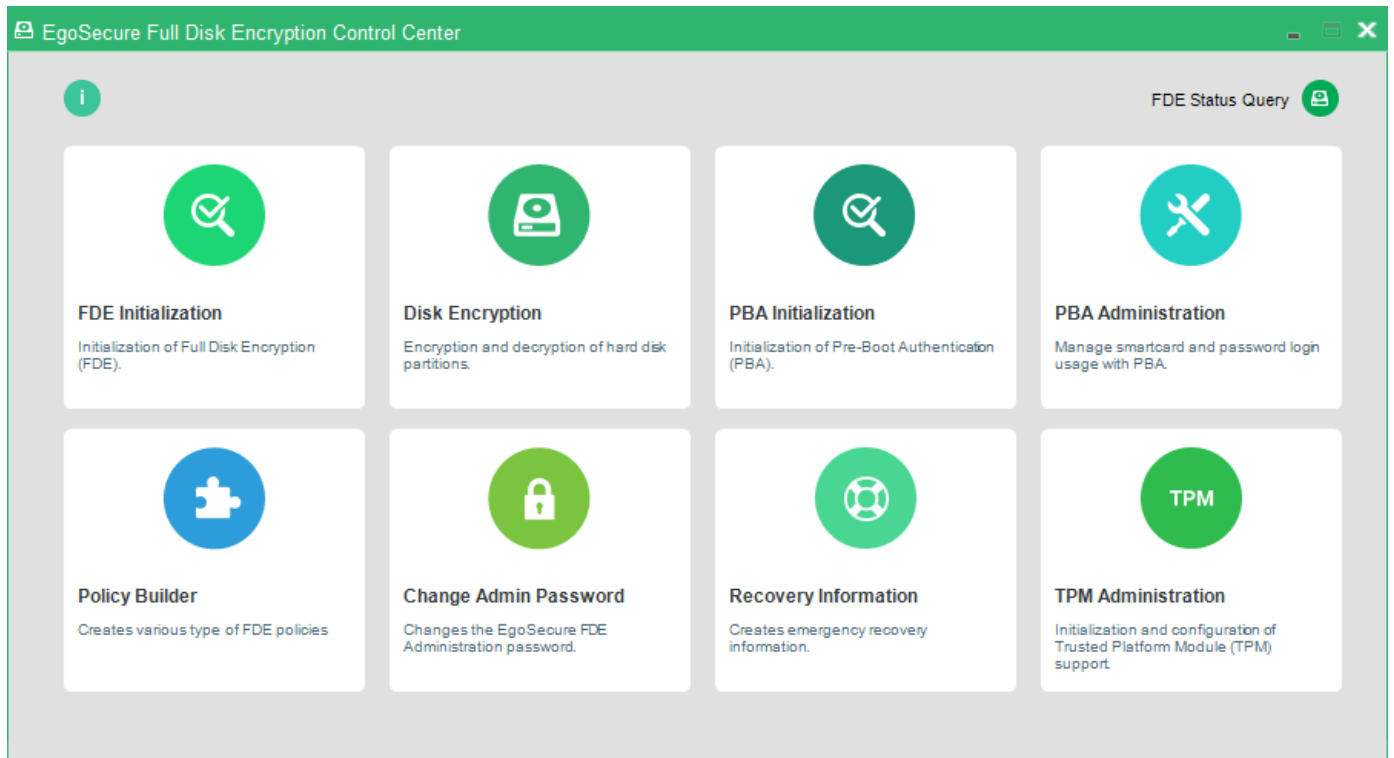 EgoSecure Full Disk Encryption Control Center
i
FDE Status Query
FDE Initialization
Initialization of Full Disk Encryption
(FDE).
Disk Encryption
Encryption and decryption of hard disk
partitions.
PBA Initialization
Initialization of Pre-Boot Authentication
(PBA).
PBA Administration
Manage smartcard and password login
usage with PBA.
Policy Builder
Creates various type of FDE policies
Change Admin Password
Changes the EgoSecure FDE
Administration password.
Recovery Information
Creates emergency recovery
information.
TPM
TPM Administration
Initialization and configuration of
Trusted Platform Module (TPM)
support.